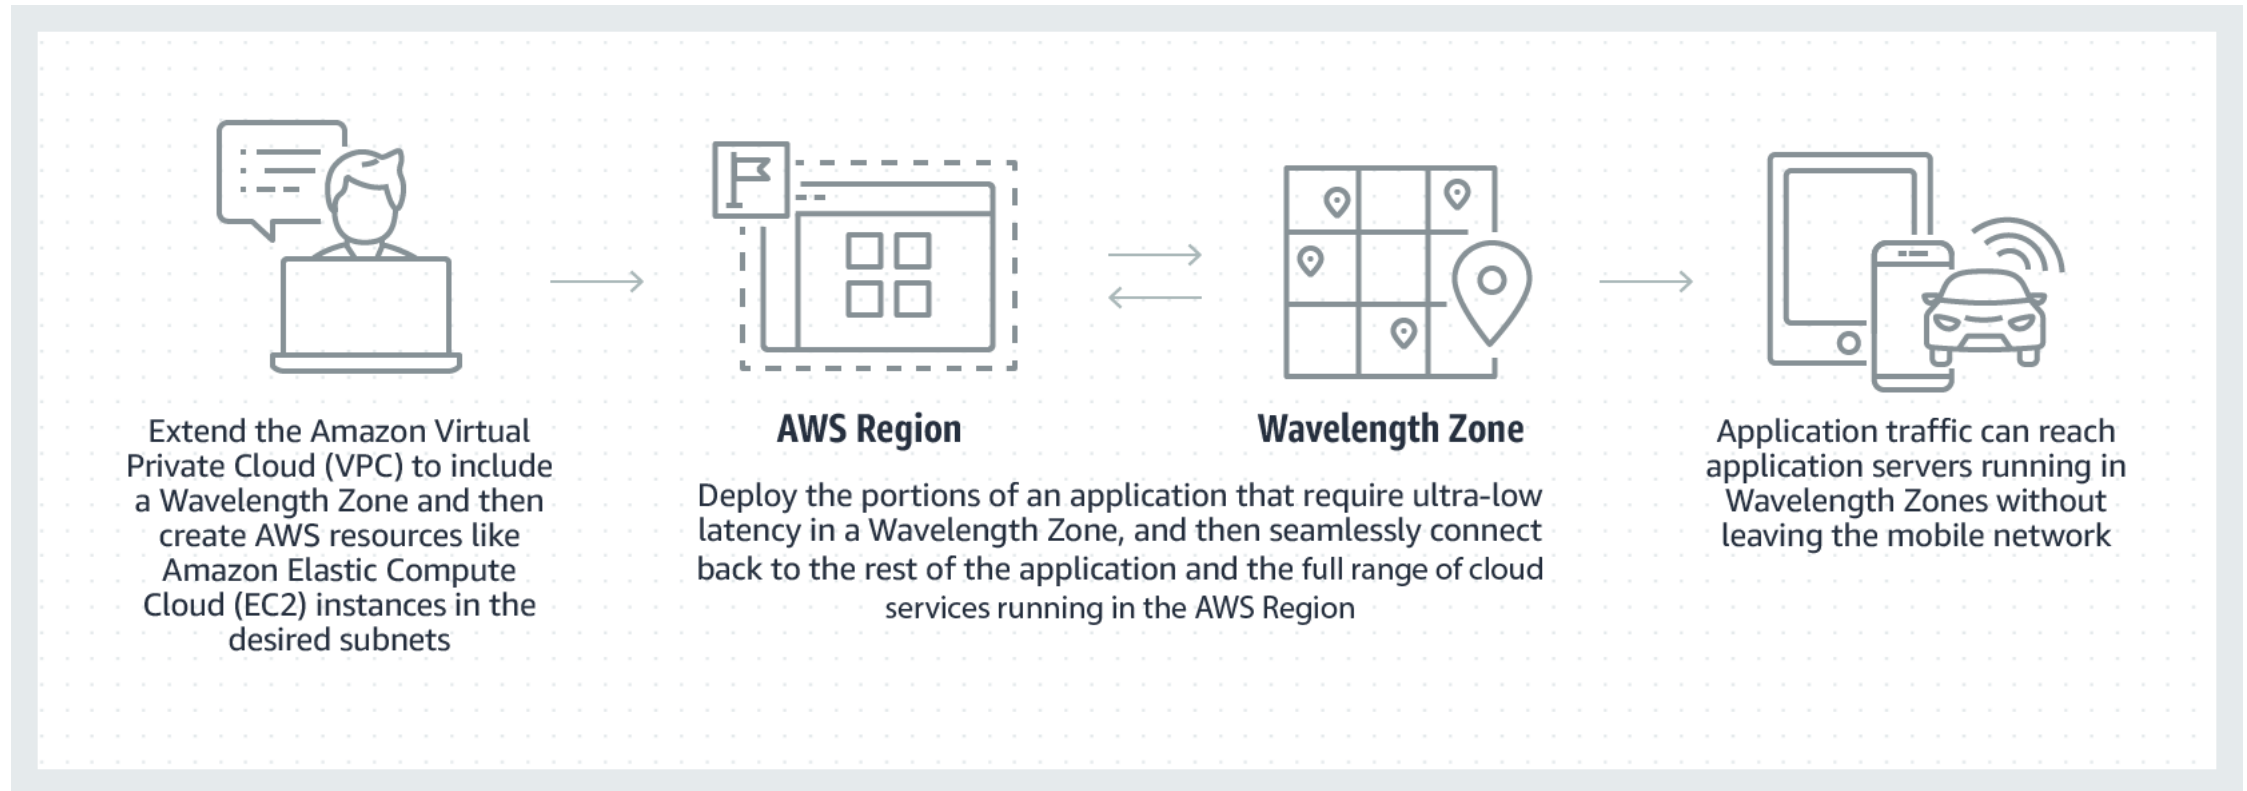 Extend the Amazon Virtual
Private Cloud (VPC) to include
a Wavelength Zone and then
create AWS resources like
Amazon Elastic Compute
Cloud (EC2) instances in the
desired subnets
AWS Region
Wavelength Zone
Deploy the portions of an application that require ultra-low
latency in a Wavelength Zone, and then seamlessly connect
back to the rest of the application and the full range of cloud
services running in the AWS Region
Application traffic can reach
application servers running in
Wavelength Zones without
leaving the mobile network